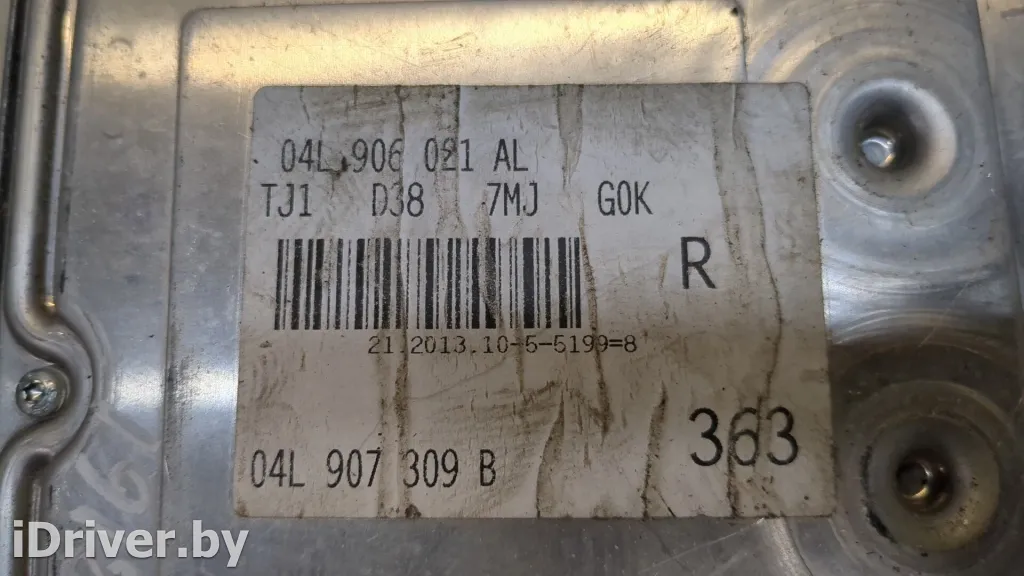 04L 906 021 AL
TJ1 D38 7MJ G0K
R
21.2013.10-5-5199=8
363
04L 907 309 B
iDriver.by